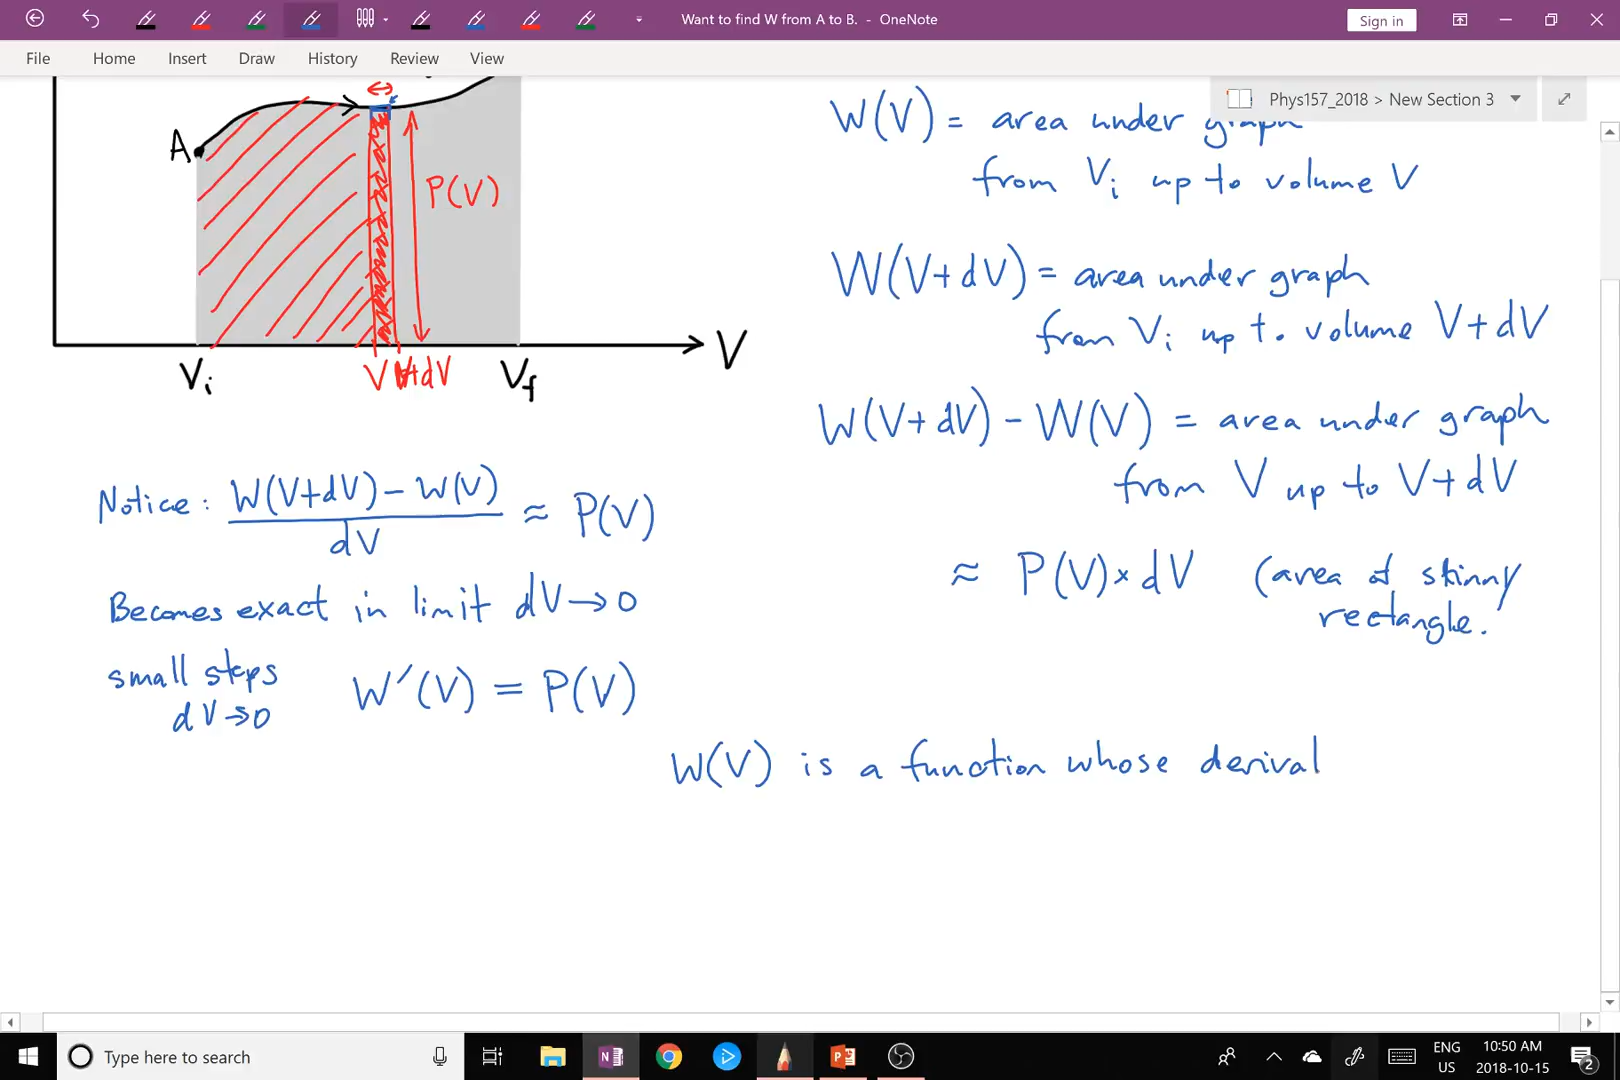 Want to find W from A to B. - OneNote
Sign in
File Home Insert Draw History Review View
Phys157_2018 > New Section 3
A
P(V)
V
V+dV
Vi
Vf
V
W(V) = area under graph
from Vi up to volume V
W(V+dV) = area under graph
from Vi up to volume V+dV
W(V+dV) - W(V) = area under graph
from V up to V+dV
≈ P(V)×dV (area of skinny
rectangle.
Notice: W(V+dV) - W(V)
dV
≈ P(V)
Becomes exact in limit dV→0
small steps
dV→0
W′(V) = P(V)
W(V) is a function whose derival
Type here to search
ENG
US
10:50 AM
2018-10-15
2